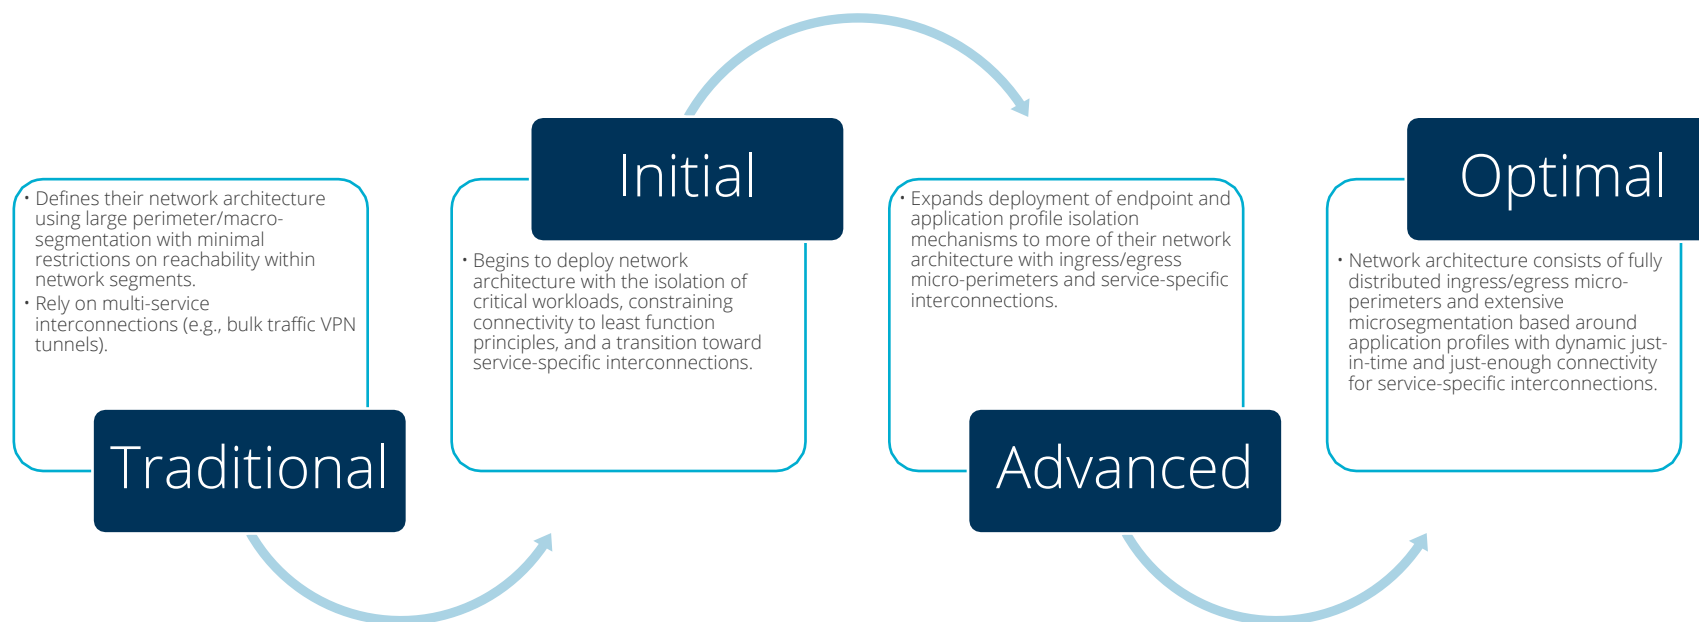 • Defines their network architecture
using large perimeter/macro-
segmentation with minimal
restrictions on reachability within
network segments.
• Rely on multi-service
interconnections (e.g., bulk traffic VPN
tunnels).
Traditional
Initial
• Begins to deploy network
architecture with the isolation of
critical workloads, constraining
connectivity to least function
principles, and a transition toward
service-specific interconnections.
• Expands deployment of endpoint and
application profile isolation
mechanisms to more of their network
architecture with ingress/egress
micro-perimeters and service-specific
interconnections.
Advanced
Optimal
• Network architecture consists of fully
distributed ingress/egress micro-
perimeters and extensive
microsegmentation based around
application profiles with dynamic just-
in-time and just-enough connectivity
for service-specific interconnections.